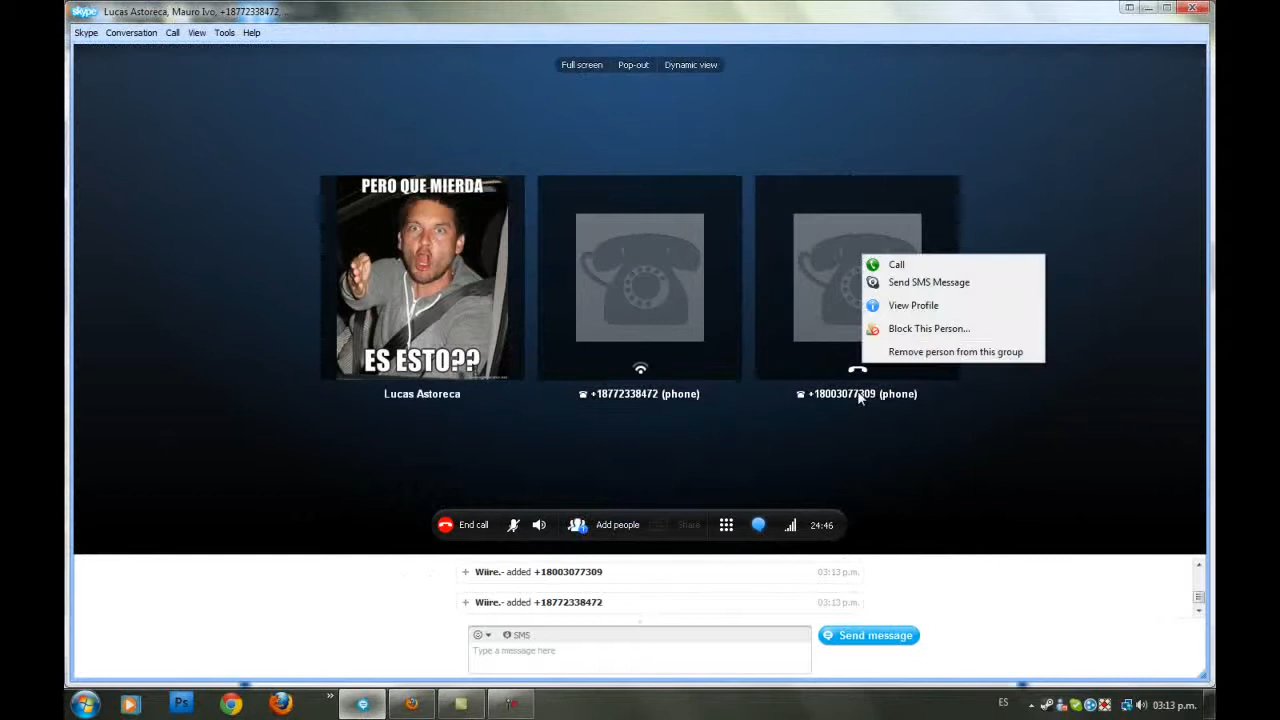 skype Lucas Astoreca, Mauro Ivo, +18772338472,
Skype Conversation Call View Tools Help
Full screen Pop-out Dynamic view
PERO QUE MIERDA
ES ESTO??
Call
Send SMS Message
View Profile
Block This Person...
Remove person from this group
Lucas Astoreca
+18772338472 (phone)
+18003077309 (phone)
End call
Add people
Share
24:46
Wiire.- added +18003077309 03:13 p.m.
Wiire.- added +18772338472 03:13 p.m.
SMS
Type a message here
Send message
Ps
ES
03:13 p.m.